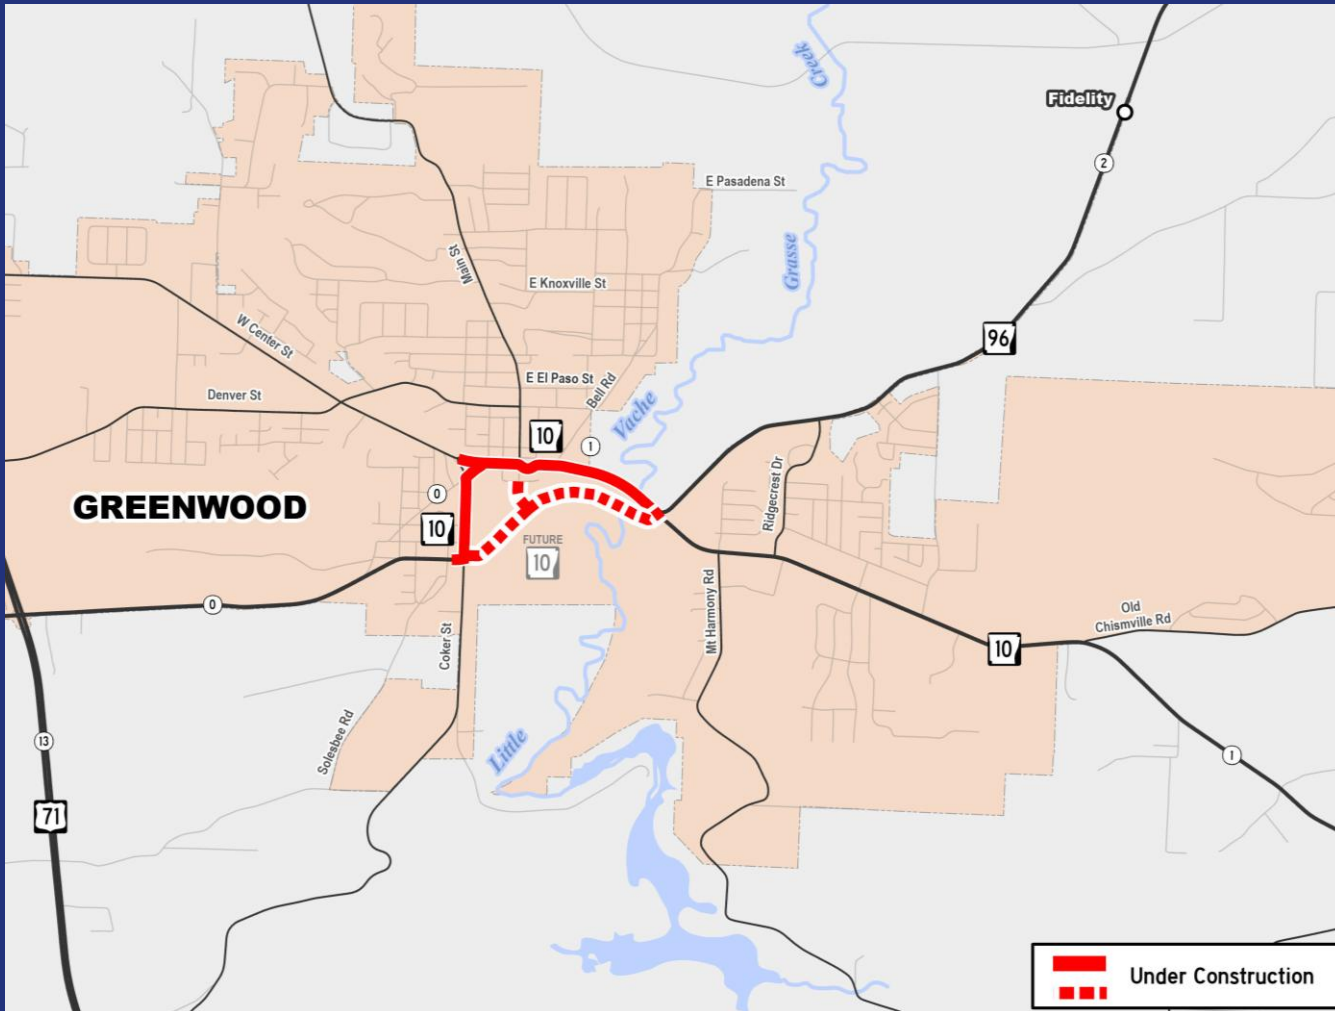 Creek
Fidelity
2
E Pasadena St
Grasse
Main St
E Knoxville St
W Center St
96
E El Paso St
Bell Rd
Denver St
Vache
10
1
Ridgecrest Dr
0
GREENWOOD
10
FUTURE
10
Mt Harmony Rd
0
Old
Chismville Rd
Coker St
10
Solesbee Rd
Little
13
1
71
Under Construction